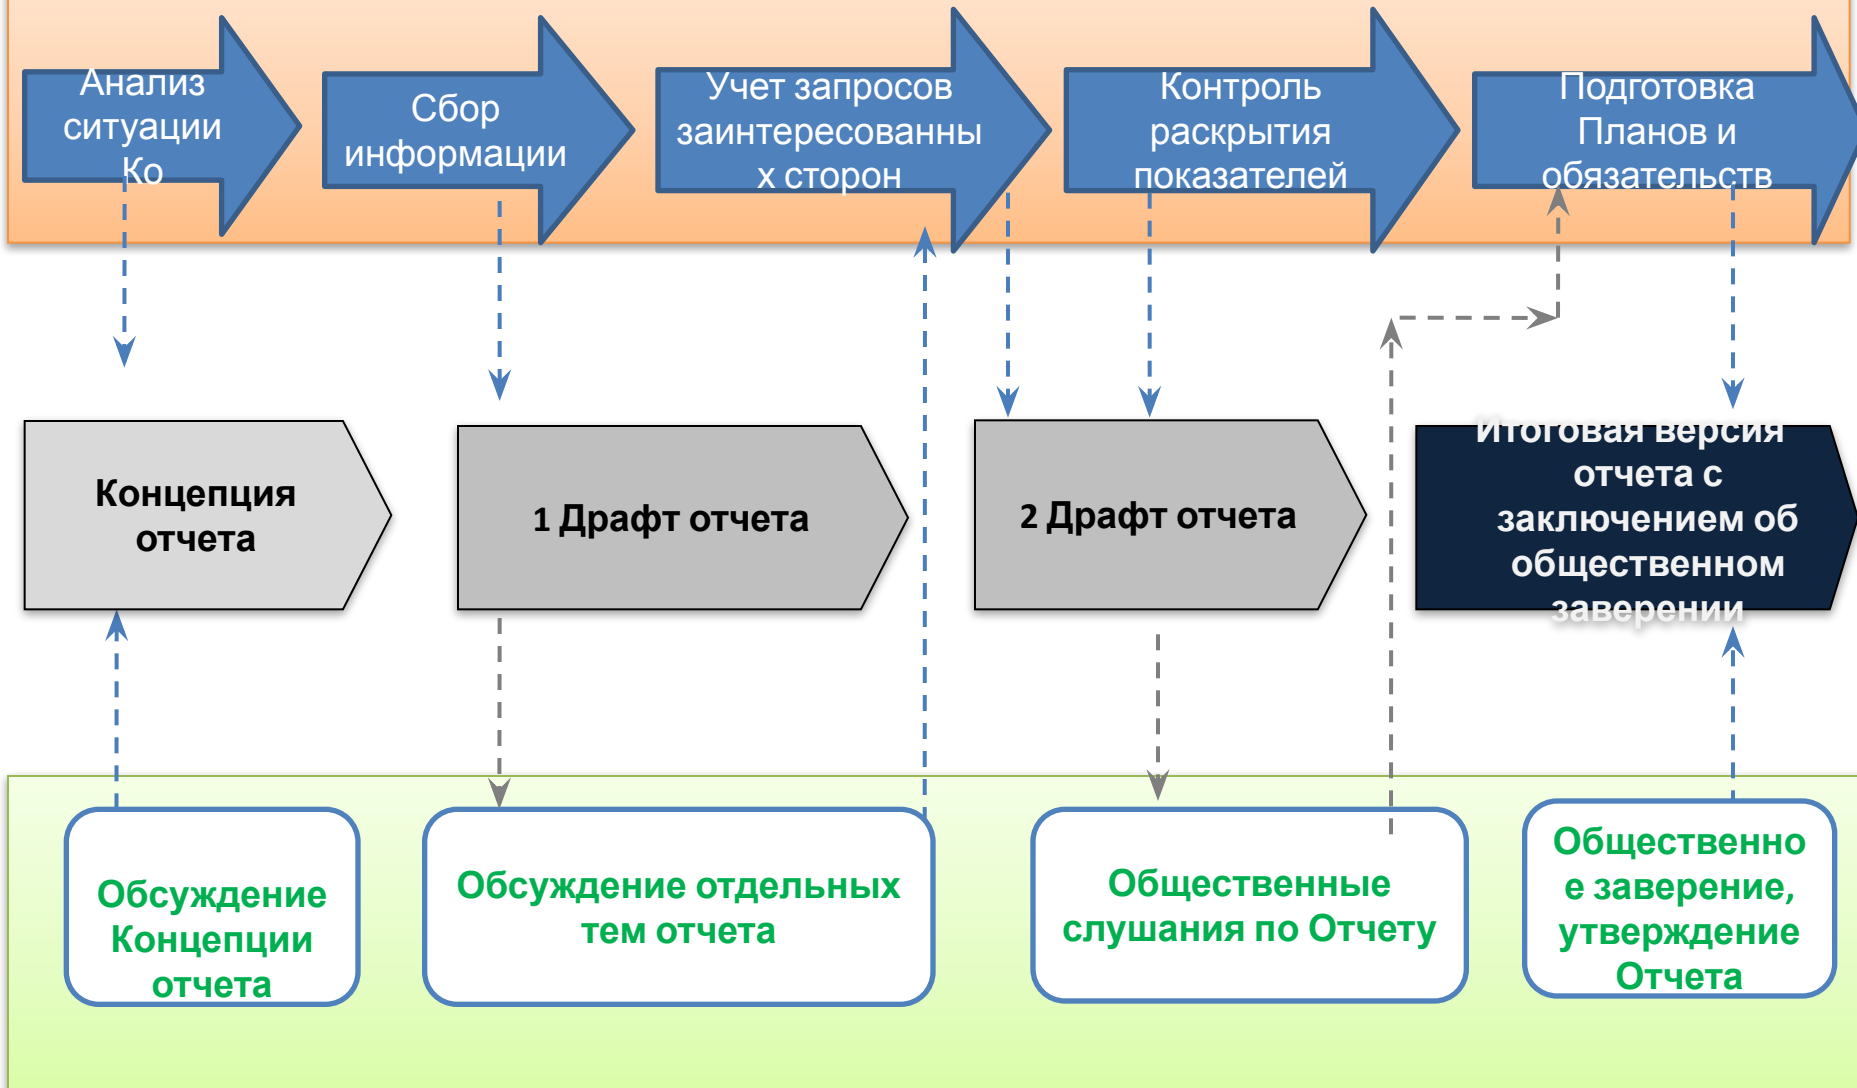 Анализ
ситуации
Ко
Сбор
информации
Учет запросов
заинтересованны
х сторон
Контроль
раскрытия
показателей
Подготовка
Планов и
обязательств
Концепция
отчета
1 Драфт отчета
2 Драфт отчета
Итоговая версия
отчета с
заключением об
общественном
заверении
Обсуждение
Концепции
отчета
Обсуждение отдельных
тем отчета
Общественные
слушания по Отчету
Общественно
е заверение,
утверждение
Отчета